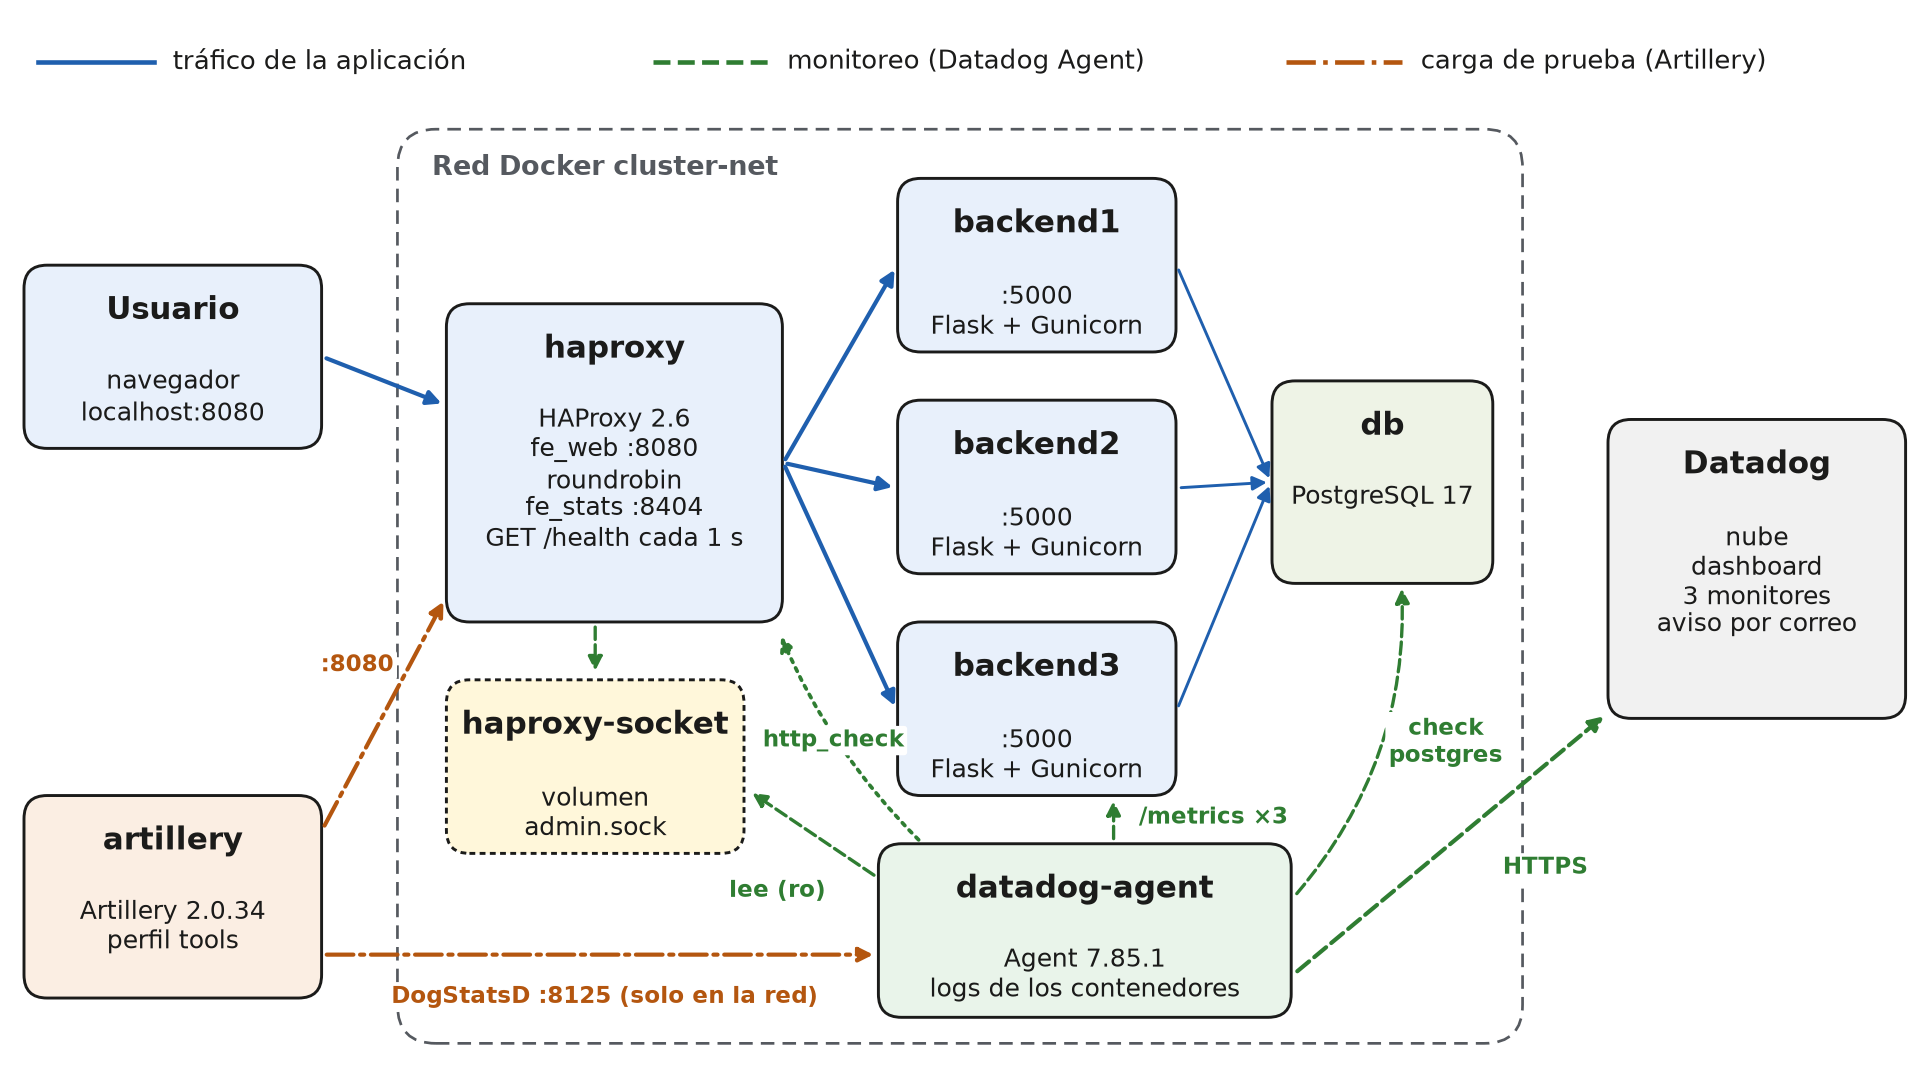 tráfico de la aplicación
monitoreo (Datadog Agent)
carga de prueba (Artillery)
Red Docker cluster-net
Usuario
navegador
localhost:8080
haproxy
HAProxy 2.6
fe_web :8080
roundrobin
fe_stats :8404
GET /health cada 1 s
backend1
:5000
Flask + Gunicorn
backend2
:5000
Flask + Gunicorn
backend3
:5000
Flask + Gunicorn
db
PostgreSQL 17
Datadog
nube
dashboard
3 monitores
aviso por correo
:8080
haproxy-socket
volumen
admin.sock
http_check
check
postgres
/metrics ×3
HTTPS
lee (ro)
artillery
Artillery 2.0.34
perfil tools
datadog-agent
Agent 7.85.1
logs de los contenedores
DogStatsD :8125 (solo en la red)